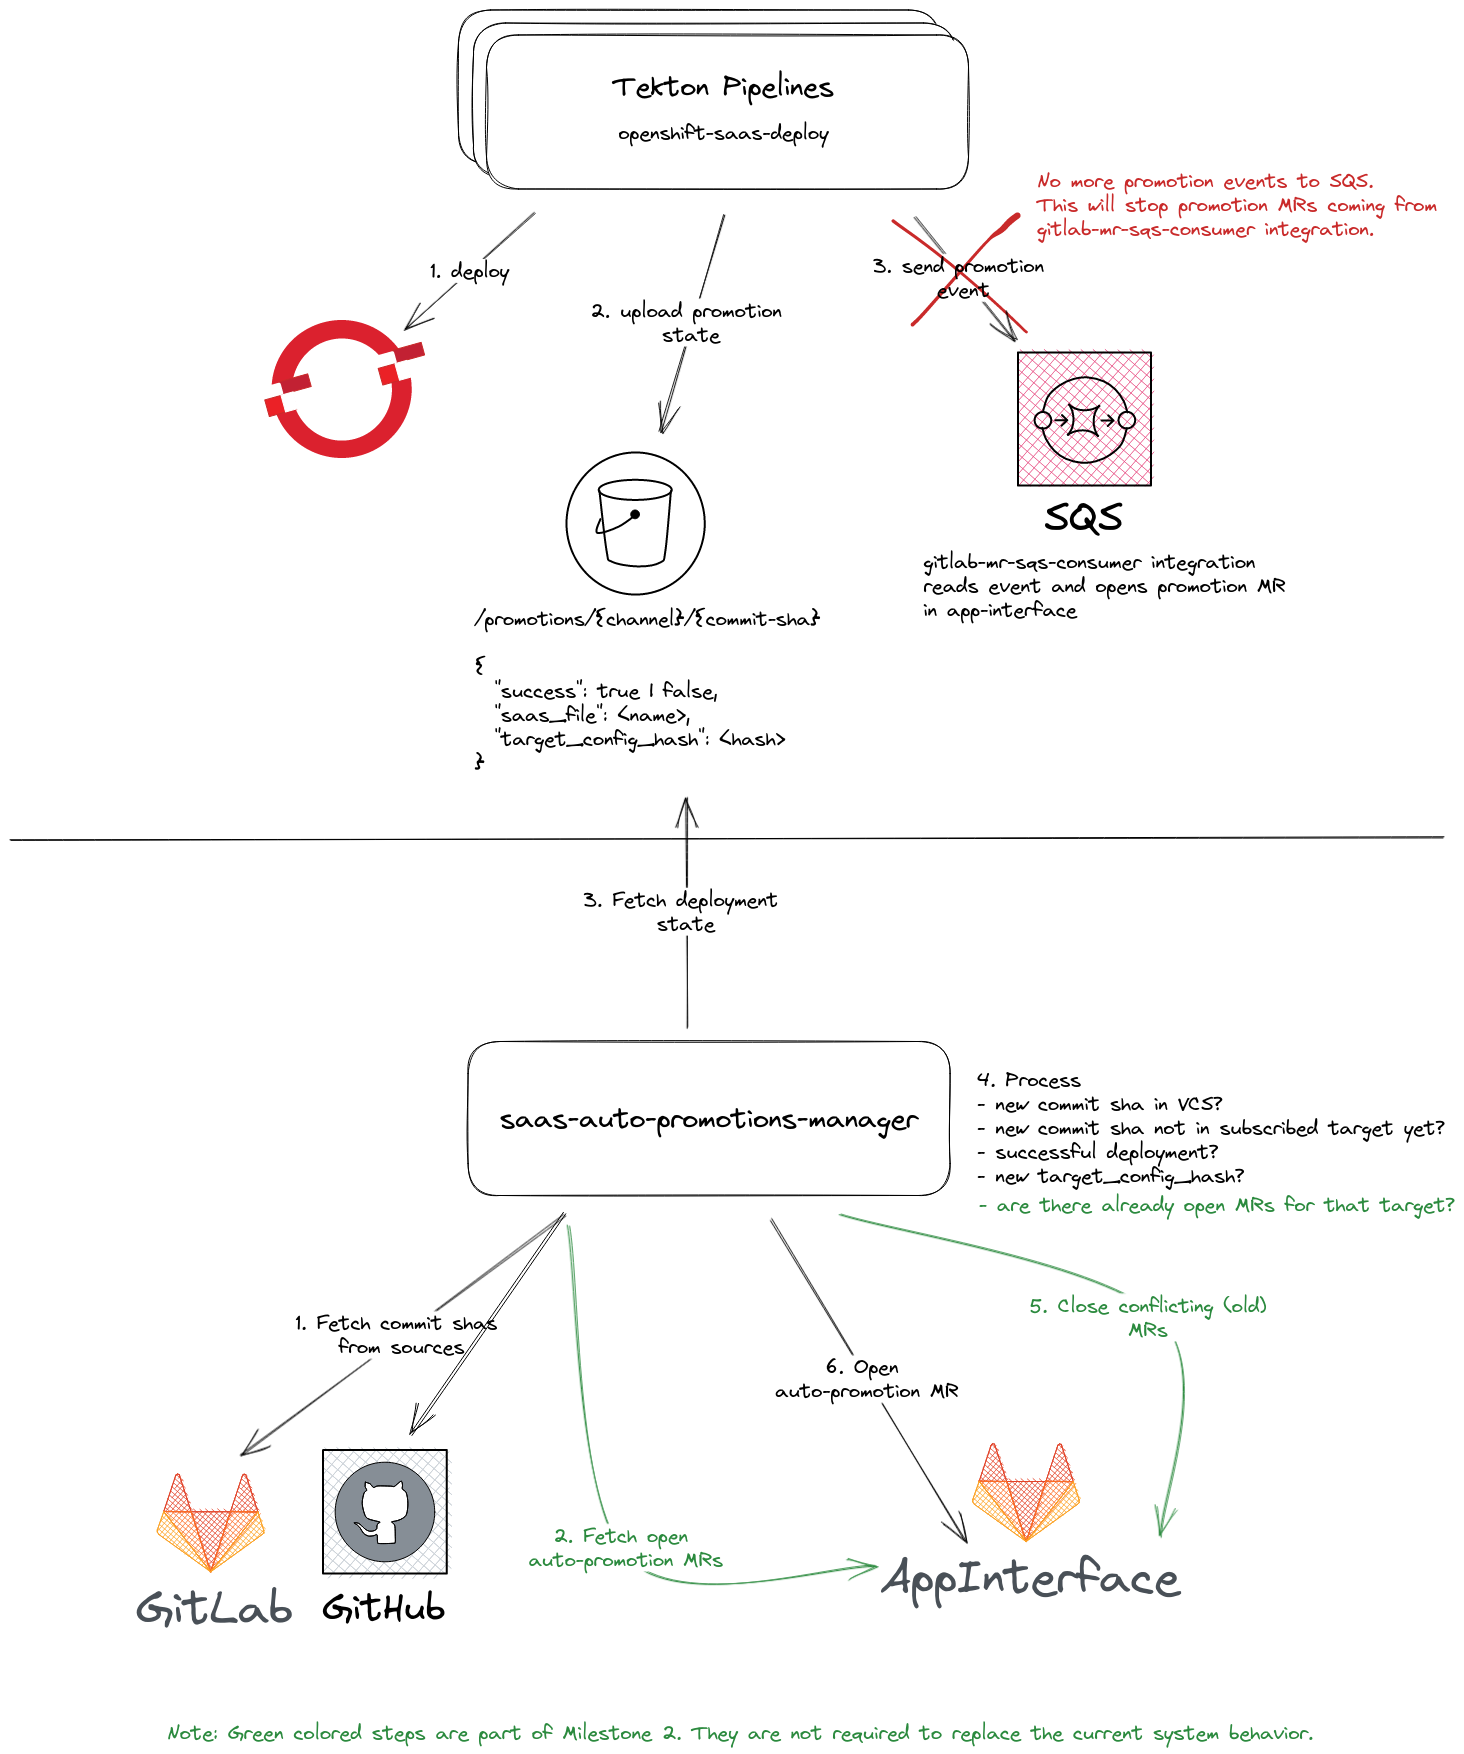 Tekton Pipelines
openshift-saas-deploy
No more promotion events to SQS.
This will stop promotion MRs coming from
gitlab-mr-sqs-consumer integration.
1. deploy
2. upload promotion
state
3. send promotion
event
SQS
gitlab-mr-sqs-consumer integration
reads event and opens promotion MR
in app-interface
/promotions/{channel}/{commit-sha}
{
"success": true | false,
"saas_file": <name>,
"target_config_hash": <hash>
}
3. Fetch deployment
state
saas-auto-promotions-manager
4. Process
- new commit sha in VCS?
- new commit sha not in subscribed target yet?
- successful deployment?
- new target_config_hash?
- are there already open MRs for that target?
1. Fetch commit shas
from sources
5. Close conflicting (old)
MRs
6. Open
auto-promotion MR
2. Fetch open
auto-promotion MRs
GitLab
GitHub
AppInterface
Note: Green colored steps are part of Milestone 2. They are not required to replace the current system behavior.